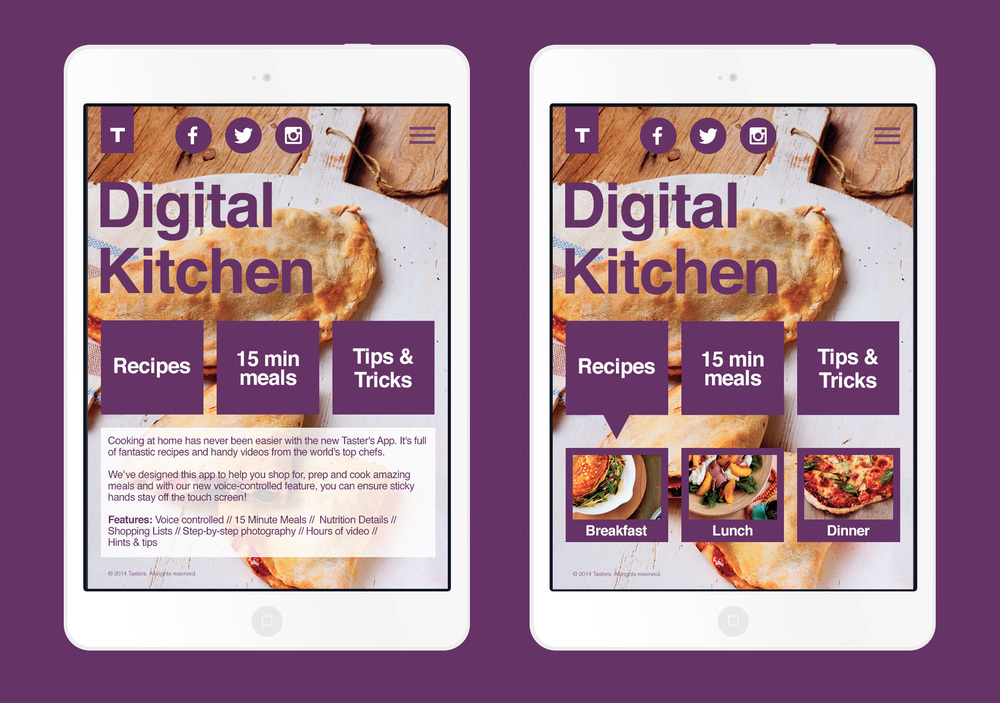 T
Digital
Kitchen
Recipes
15 min
meals
Tips &
Tricks
Cooking at home has never been easier with the new Taster's App. It's full
of fantastic recipes and handy videos from the world's top chefs.
We've designed this app to help you shop for, prep and cook amazing
meals and with our new voice-controlled feature, you can ensure sticky
hands stay off the touch screen!
Features: Voice controlled // 15 Minute Meals // Nutrition Details //
Shopping Lists // Step-by-step photography // Hours of video //
Hints & tips
© 2014 Tasters. All rights reserved.
T
Digital
Kitchen
Recipes
15 min
meals
Tips &
Tricks
Breakfast
Lunch
Dinner
© 2014 Tasters. All rights reserved.